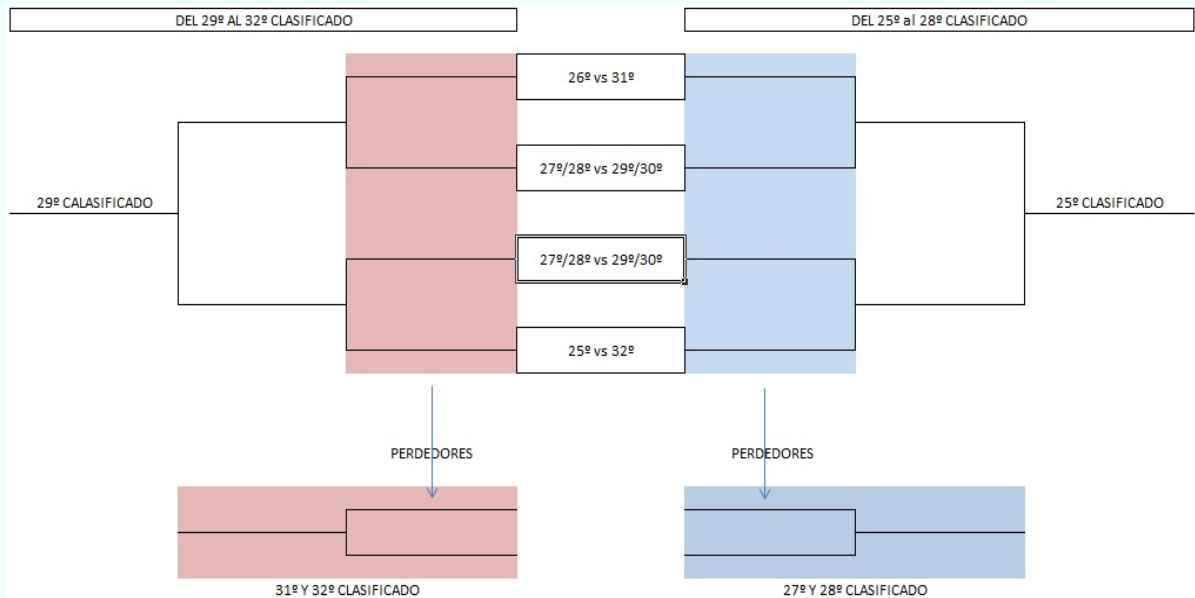 DEL 29º AL 32º CLASIFICADO
DEL 25º al 28º CLASIFICADO
26º vs 31º
27º/28º vs 29º/30º
29º CALASIFICADO
25º CLASIFICADO
27º/28º vs 29º/30º
25º vs 32º
PERDEDORES
PERDEDORES
31º Y 32º CLASIFICADO
27º Y 28º CLASIFICADO